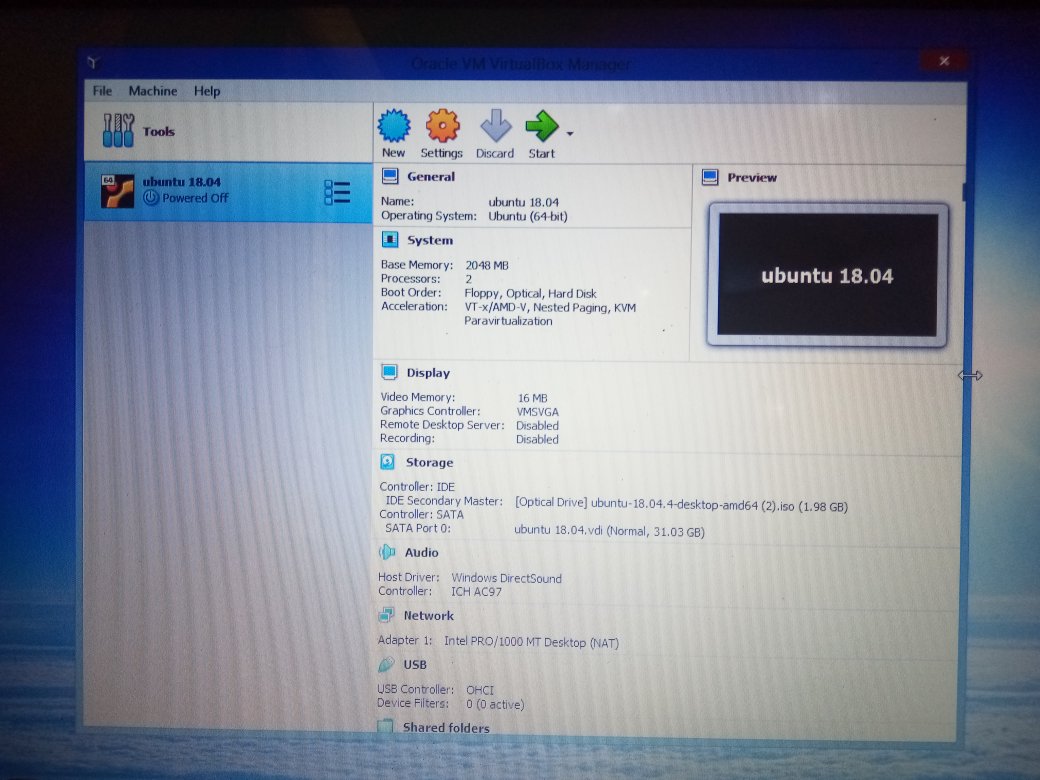 Oracle VM VirtualBox Manager
File Machine Help
Tools
New Settings Discard Start
64
ubuntu 18.04
Powered Off
General
Name: ubuntu 18.04
Operating System: Ubuntu (64-bit)
Preview
ubuntu 18.04
System
Base Memory: 2048 MB
Processors: 2
Boot Order: Floppy, Optical, Hard Disk
Acceleration: VT-x/AMD-V, Nested Paging, KVM
Paravirtualization
Display
Video Memory: 16 MB
Graphics Controller: VMSVGA
Remote Desktop Server: Disabled
Recording: Disabled
Storage
Controller: IDE
IDE Secondary Master: [Optical Drive] ubuntu-18.04.4-desktop-amd64 (2).iso (1.98 GB)
Controller: SATA
SATA Port 0: ubuntu 18.04.vdi (Normal, 31.03 GB)
Audio
Host Driver: Windows DirectSound
Controller: ICH AC97
Network
Adapter 1: Intel PRO/1000 MT Desktop (NAT)
USB
USB Controller: OHCI
Device Filters: 0 (0 active)
Shared folders